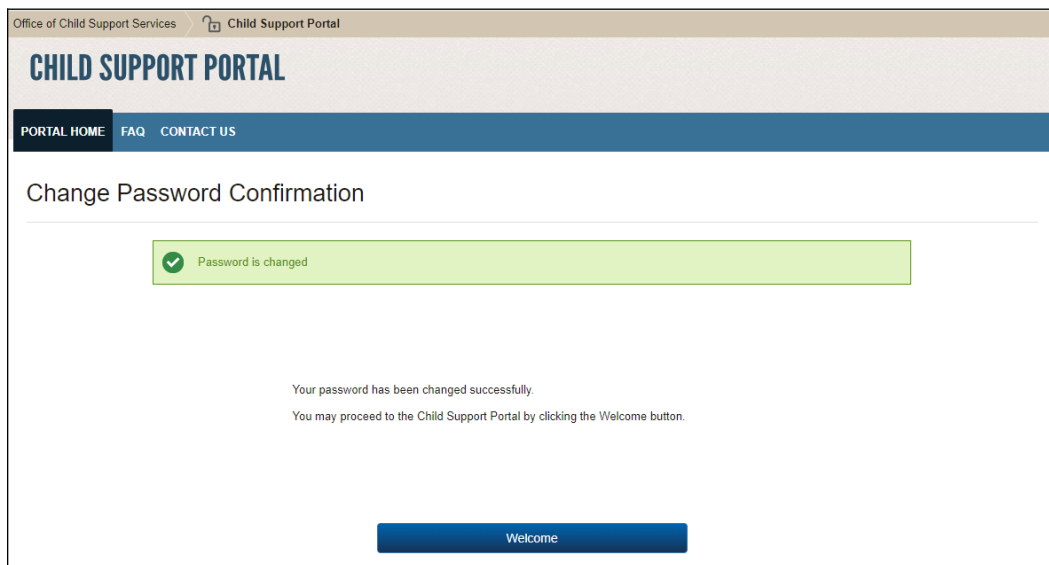 Office of Child Support Services Child Support Portal
CHILD SUPPORT PORTAL
PORTAL HOME FAQ CONTACT US
Change Password Confirmation
Password is changed
Your password has been changed successfully.
You may proceed to the Child Support Portal by clicking the Welcome button.
Welcome